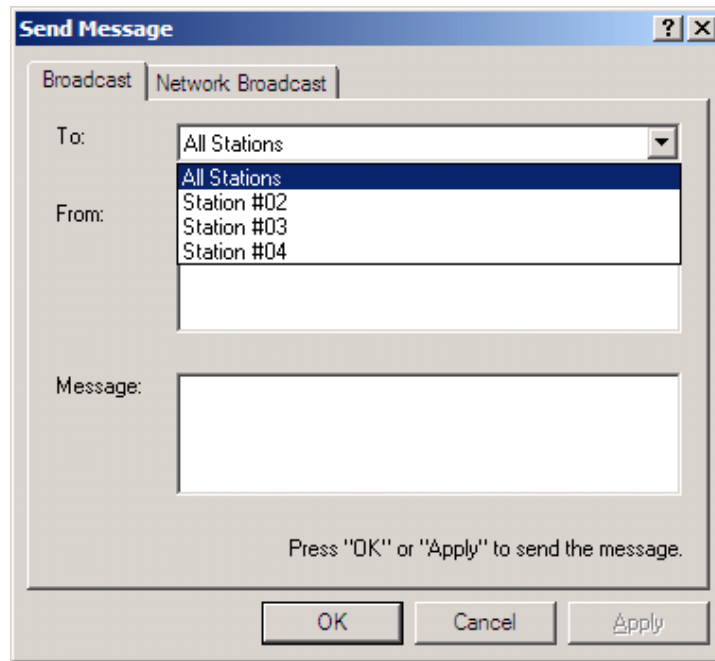 Send Message
Broadcast
Network Broadcast
To:
All Stations
All Stations
Station #02
From:
Station #03
Station #04
Message:
Press "OK" or "Apply" to send the message.
OK
Cancel
Apply